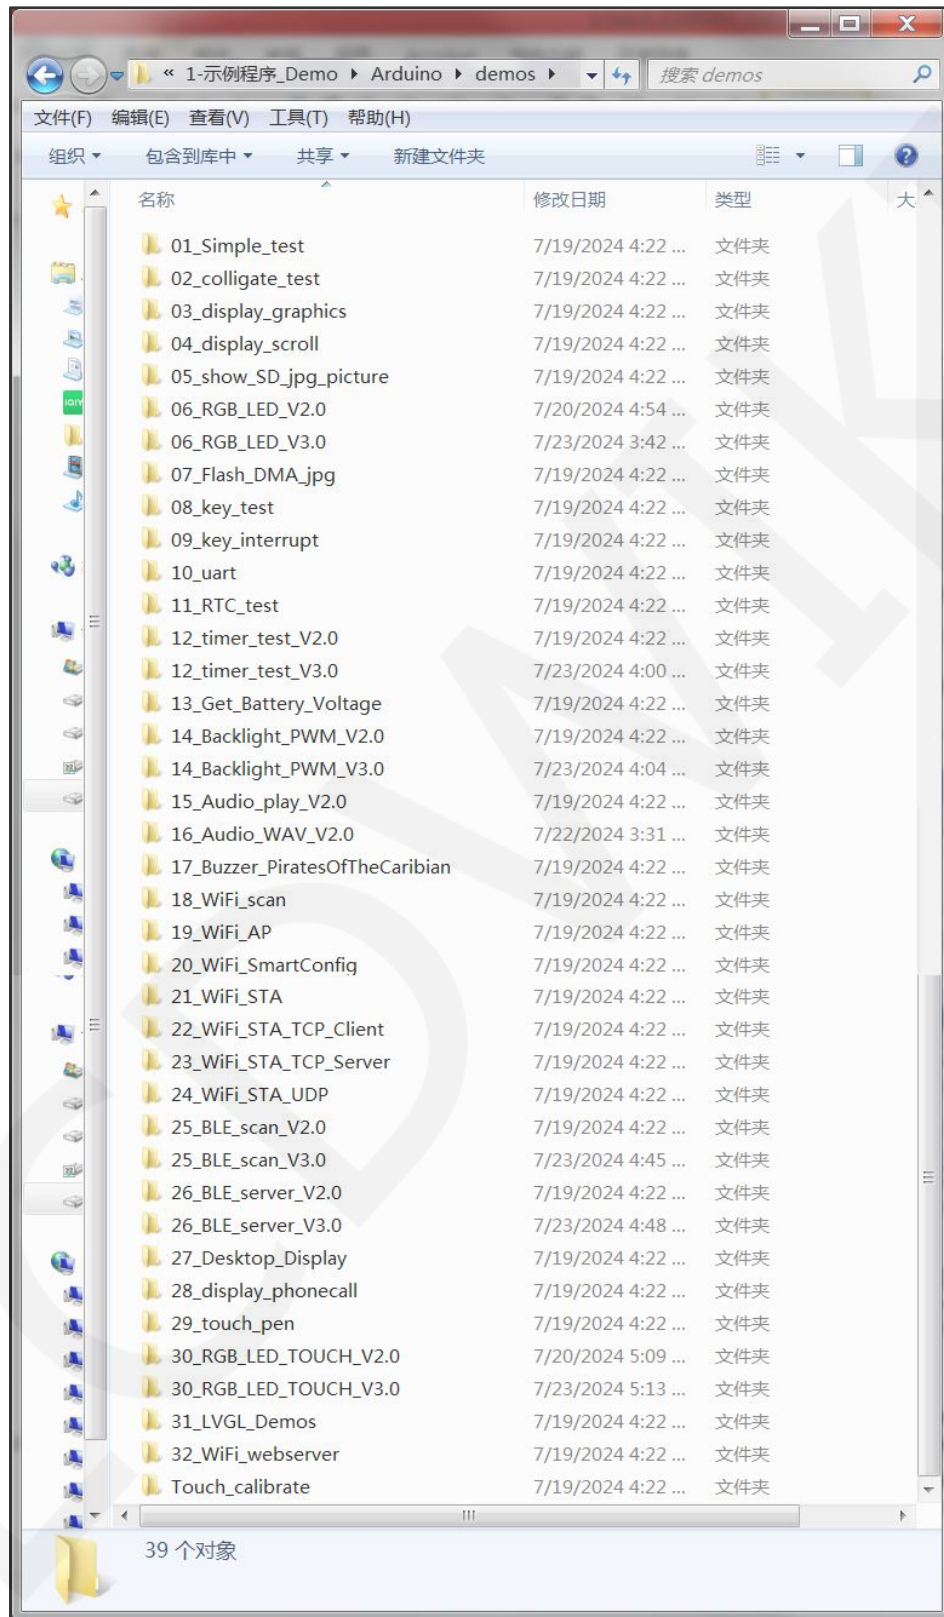 « 1-示例程序_Demo ▸ Arduino ▸ demos ▸ 搜索 demos
文件(F) 编辑(E) 查看(V) 工具(T) 帮助(H)
组织 包含到库中 共享 新建文件夹
名称 修改日期 类型 大
01_Simple_test 7/19/2024 4:22 ... 文件夹
02_colligate_test 7/19/2024 4:22 ... 文件夹
03_display_graphics 7/19/2024 4:22 ... 文件夹
04_display_scroll 7/19/2024 4:22 ... 文件夹
05_show_SD_jpg_picture 7/19/2024 4:22 ... 文件夹
06_RGB_LED_V2.0 7/20/2024 4:54 ... 文件夹
06_RGB_LED_V3.0 7/23/2024 3:42 ... 文件夹
07_Flash_DMA_jpg 7/19/2024 4:22 ... 文件夹
08_key_test 7/19/2024 4:22 ... 文件夹
09_key_interrupt 7/19/2024 4:22 ... 文件夹
10_uart 7/19/2024 4:22 ... 文件夹
11_RTC_test 7/19/2024 4:22 ... 文件夹
12_timer_test_V2.0 7/19/2024 4:22 ... 文件夹
12_timer_test_V3.0 7/23/2024 4:00 ... 文件夹
13_Get_Battery_Voltage 7/19/2024 4:22 ... 文件夹
14_Backlight_PWM_V2.0 7/19/2024 4:22 ... 文件夹
14_Backlight_PWM_V3.0 7/23/2024 4:04 ... 文件夹
15_Audio_play_V2.0 7/19/2024 4:22 ... 文件夹
16_Audio_WAV_V2.0 7/22/2024 3:31 ... 文件夹
17_Buzzer_PiratesOfTheCaribian 7/19/2024 4:22 ... 文件夹
18_WiFi_scan 7/19/2024 4:22 ... 文件夹
19_WiFi_AP 7/19/2024 4:22 ... 文件夹
20_WiFi_SmartConfig 7/19/2024 4:22 ... 文件夹
21_WiFi_STA 7/19/2024 4:22 ... 文件夹
22_WiFi_STA_TCP_Client 7/19/2024 4:22 ... 文件夹
23_WiFi_STA_TCP_Server 7/19/2024 4:22 ... 文件夹
24_WiFi_STA_UDP 7/19/2024 4:22 ... 文件夹
25_BLE_scan_V2.0 7/19/2024 4:22 ... 文件夹
25_BLE_scan_V3.0 7/23/2024 4:45 ... 文件夹
26_BLE_server_V2.0 7/19/2024 4:22 ... 文件夹
26_BLE_server_V3.0 7/23/2024 4:48 ... 文件夹
27_Desktop_Display 7/19/2024 4:22 ... 文件夹
28_display_phonecall 7/19/2024 4:22 ... 文件夹
29_touch_pen 7/19/2024 4:22 ... 文件夹
30_RGB_LED_TOUCH_V2.0 7/20/2024 5:09 ... 文件夹
30_RGB_LED_TOUCH_V3.0 7/23/2024 5:13 ... 文件夹
31_LVGL_Demos 7/19/2024 4:22 ... 文件夹
32_WiFi_webserver 7/19/2024 4:22 ... 文件夹
Touch_calibrate 7/19/2024 4:22 ... 文件夹
39 个对象